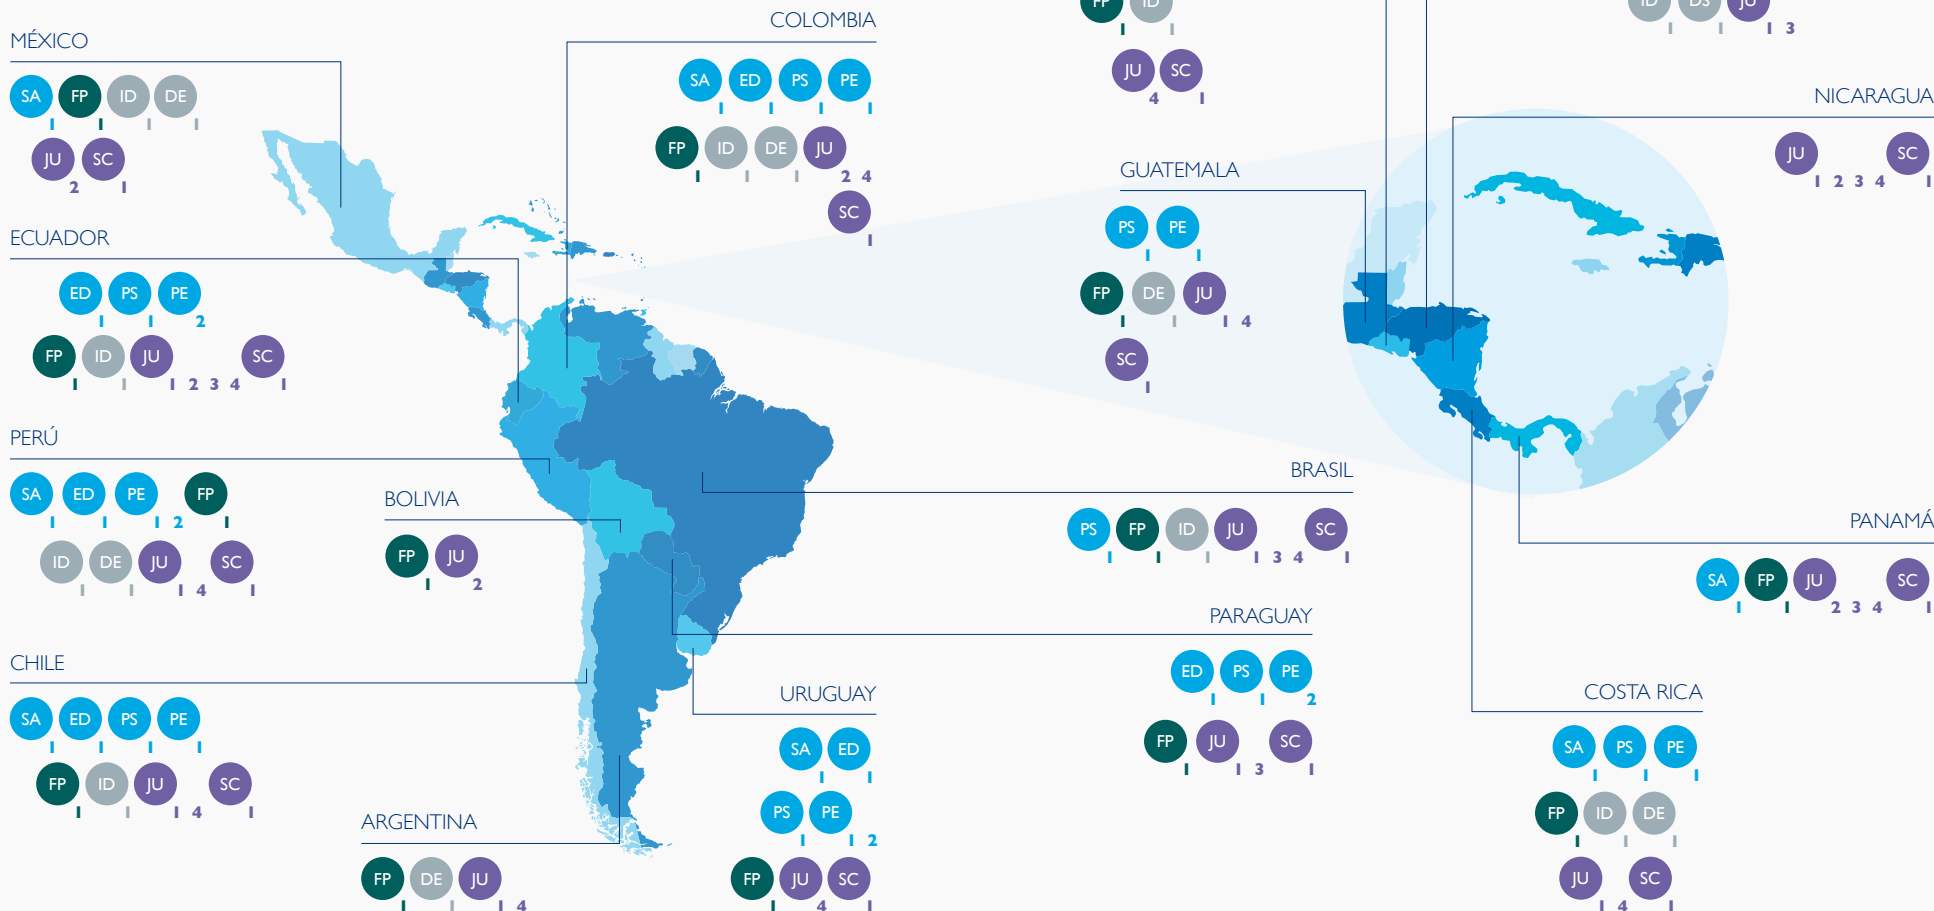 MÉXICO
SA FP ID DE
I I I I
JU SC
2 I
ECUADOR
ED PS PE
I I 2
FP ID JU SC
I I I 2 3 4 I
PERÚ
SA ED PE FP
I I I 2 I
ID DE JU SC
I I I 4 I
CHILE
SA ED PS PE
I I I I
FP ID JU SC
I I I 4 I
BOLIVIA
FP JU
I 2
ARGENTINA
FP DE JU
I I I 4
COLOMBIA
SA ED PS PE
I I I I
FP ID DE JU
I I I 2 4
SC
I
URUGUAY
SA ED
I I
PS PE
I I 2
FP JU SC
I 4 I
FP ID
I I
JU SC
4 I
GUATEMALA
PS PE
I I
FP DE JU
I I I 4
SC
I
BRASIL
PS FP ID JU SC
I I I I 3 4 I
PARAGUAY
ED PS PE
I I 2
FP JU SC
I I 3 I
ID DS JU
I I I 3
NICARAGUA
JU SC
I 2 3 4 I
PANAMÁ
SA FP JU SC
I I 2 3 4 I
COSTA RICA
SA PS PE
I I I
FP ID DE
I I I
JU SC
I 4 I